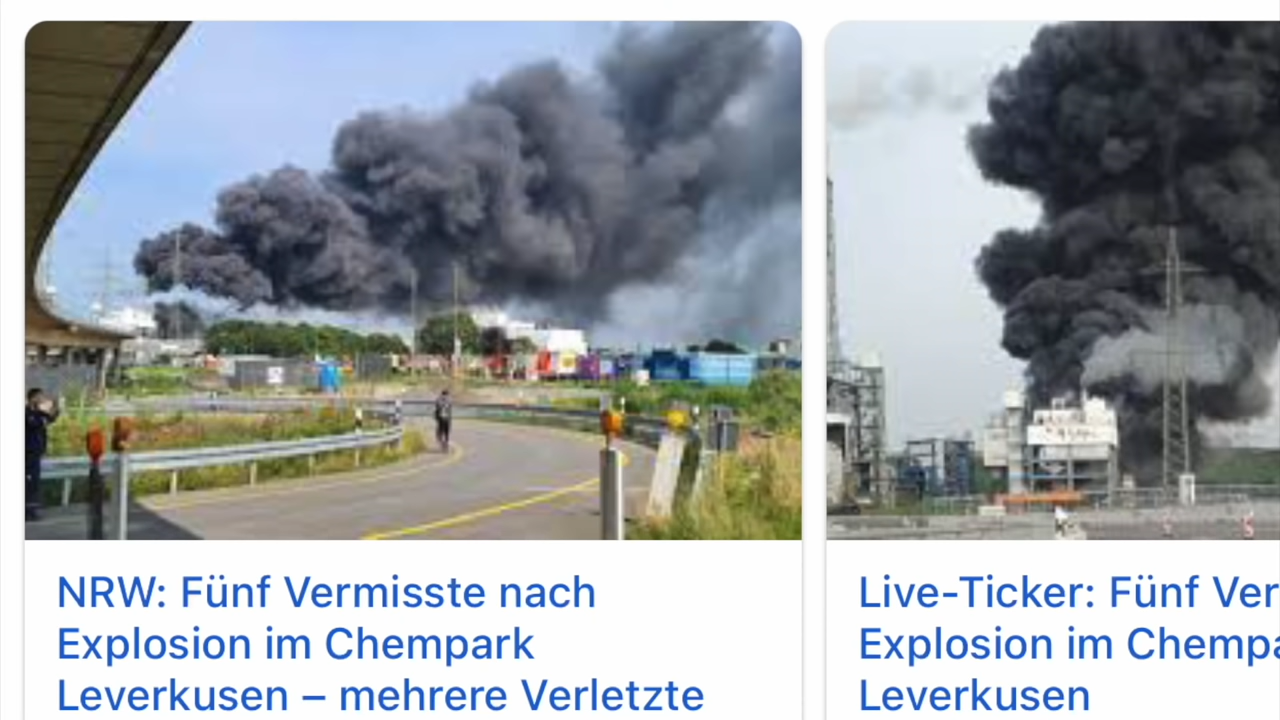 NRW: Fünf Vermisste nach
Explosion im Chempark
Leverkusen – mehrere Verletzte
Live-Ticker: Fünf Ver
Explosion im Chempa
Leverkusen